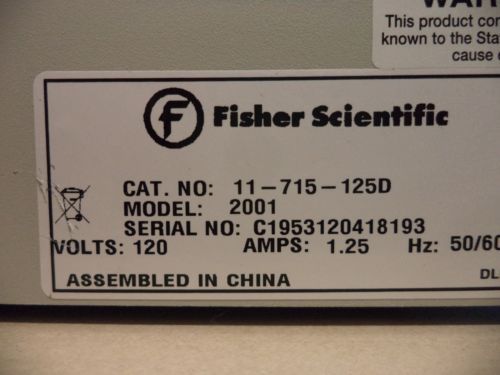 WAR
This product con
known to the Sta
cause
f Fisher Scientific
CAT. NO: 11-715-125D
MODEL: 2001
SERIAL NO: C1953120418193
VOLTS: 120 AMPS: 1.25 Hz: 50/60
ASSEMBLED IN CHINA
DL